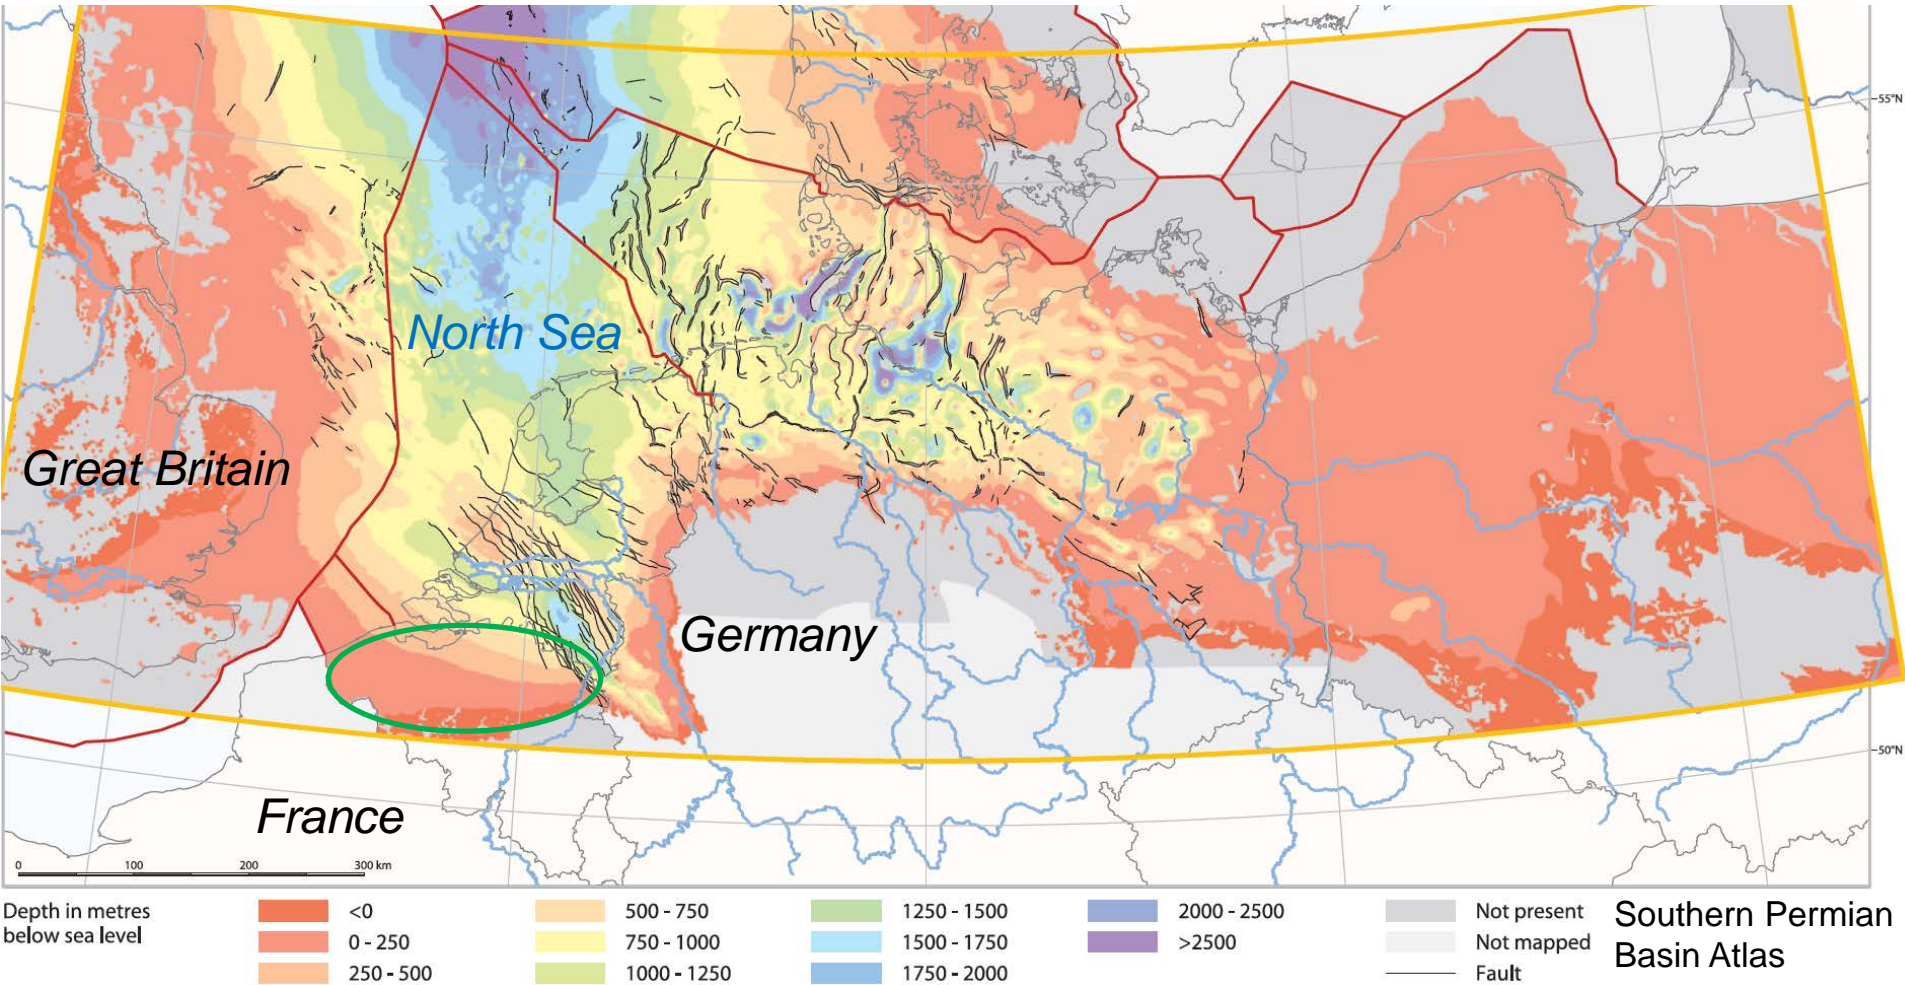 55°N
North Sea
Great Britain
Germany
France
50°N
0 100 200 300 km
Depth in metres
below sea level
<0
0 - 250
250 - 500
500 - 750
750 - 1000
1000 - 1250
1250 - 1500
1500 - 1750
1750 - 2000
2000 - 2500
>2500
Not present
Not mapped
Fault
Southern Permian
Basin Atlas